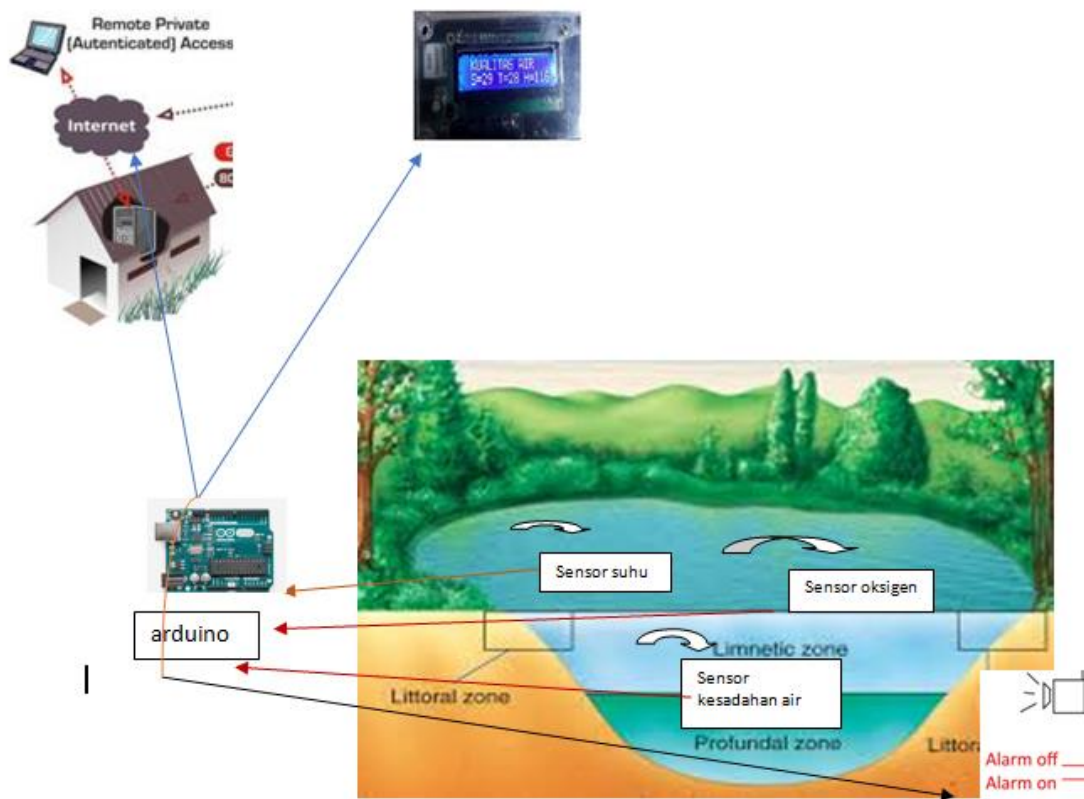 Remote Private
(Autenticated) Access
KUALITAS AIR
S=29 T=28 H=116
Internet
Sensor suhu
Sensor oksigen
arduino
Limnetic zone
Littoral zone
Sensor
kesadahan air
Profundal zone
Litto
Alarm off
Alarm on